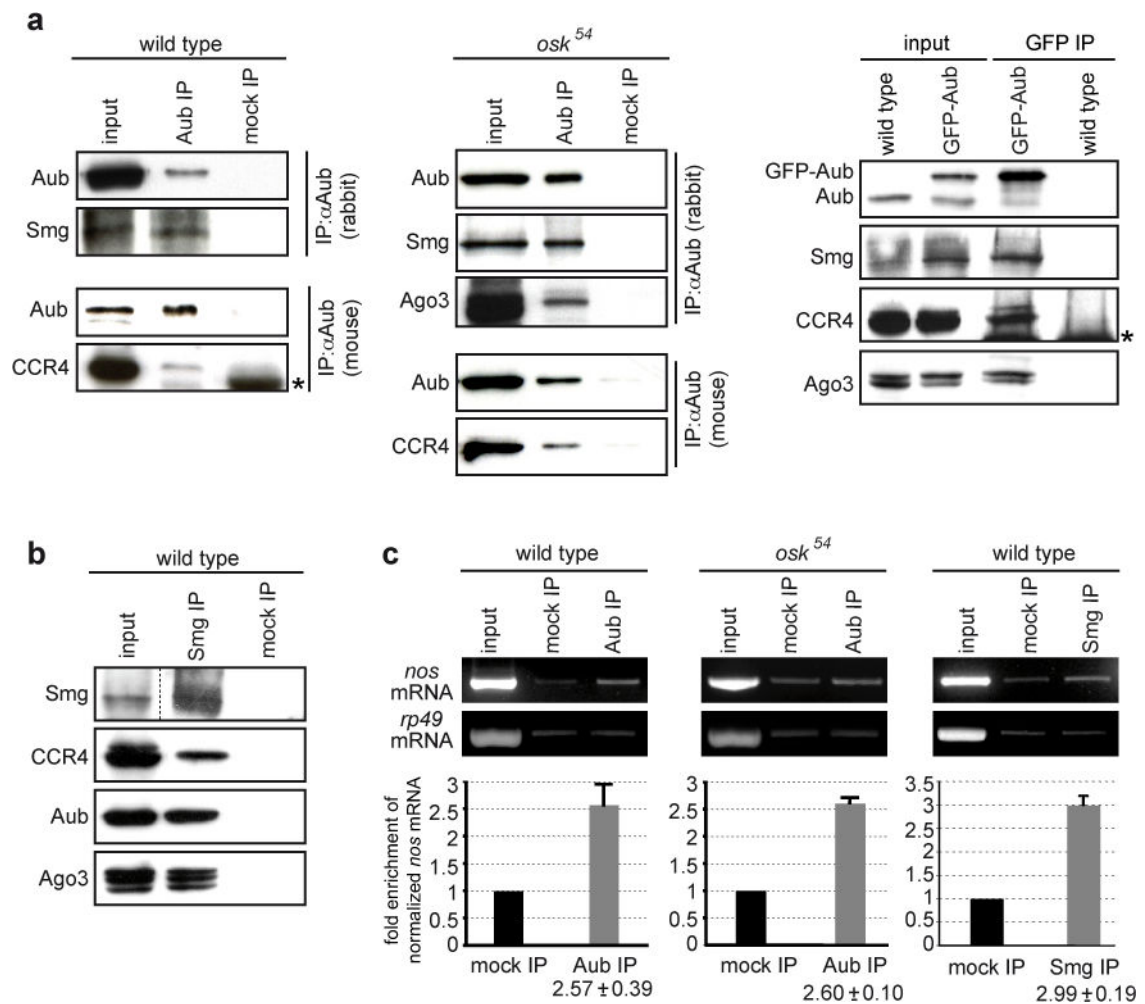 a
wild type
input
Aub IP
mock IP
Aub
Smg
IP:αAub
(rabbit)
Aub
CCR4
*
IP:αAub
(mouse)
osk 54
input
Aub IP
mock IP
Aub
Smg
Ago3
IP:αAub (rabbit)
Aub
CCR4
IP:αAub
(mouse)
input
GFP IP
wild type
GFP-Aub
GFP-Aub
wild type
GFP-Aub
Aub
Smg
CCR4
*
Ago3
b
wild type
input
Smg IP
mock IP
Smg
CCR4
Aub
Ago3
c
wild type
input
mock IP
Aub IP
nos
mRNA
rp49
mRNA
fold enrichment of
normalized nos mRNA
3
2.5
2
1.5
1
0.5
0
mock IP
Aub IP
2.57 ± 0.39
osk 54
input
mock IP
Aub IP
3
2.5
2
1.5
1
0.5
0
mock IP
Aub IP
2.60 ± 0.10
wild type
input
mock IP
Smg IP
3.5
3
2.5
2
1.5
1
0.5
0
mock IP
Smg IP
2.99 ± 0.19